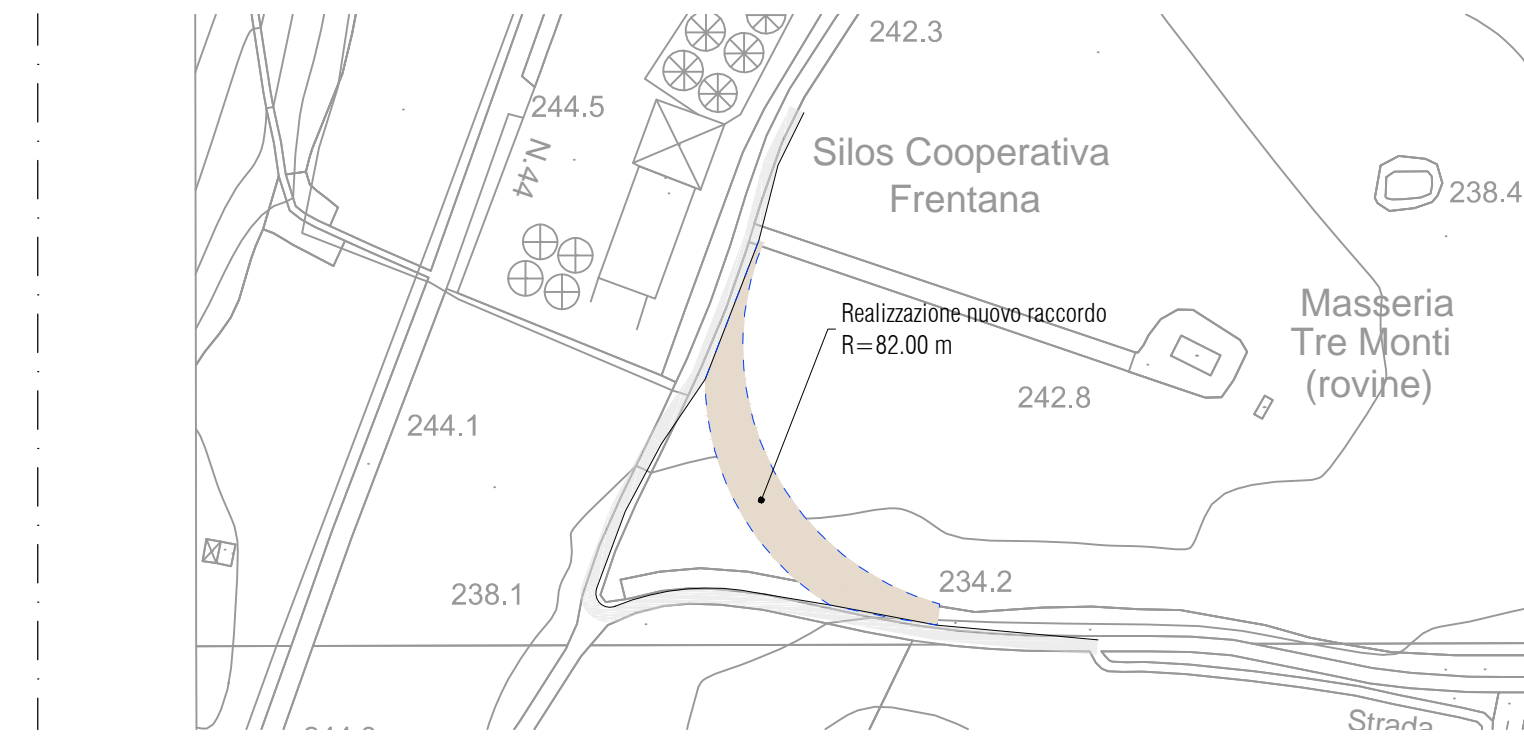 242.3
244.5
N.44
Silos Cooperativa
Frentana
238.4
Realizzazione nuovo raccordo
R=82.00 m
Masseria
Tre Monti
(rovine)
242.8
244.1
238.1
234.2
Strada